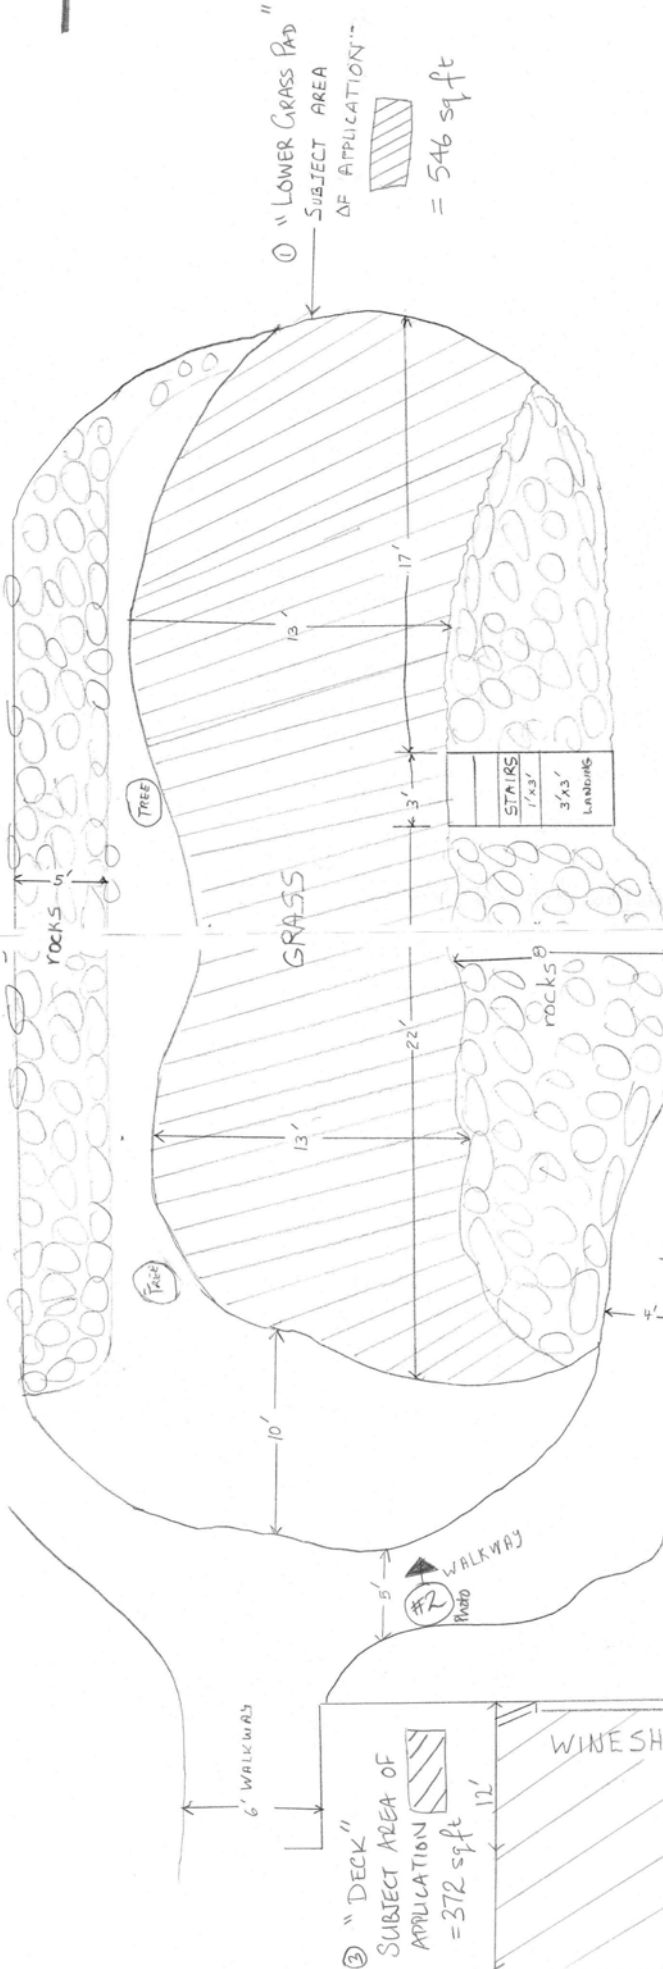 ① "LOWER GRASS PAD"
SUBJECT AREA
OF APPLICATION--
= 546 sq.ft
rocks
5'
TREE
13'
17'
3'
STAIRS
1'x3'
3'x3'
LANDING
GRASS
22'
13'
rocks
8
TREE
10'
4'
5'
WALKWAY
#2
Photo
6' WALKWAY
③ "DECK"
SUBJECT AREA OF
APPLICATION
=372 sq.ft
12'
WINESH